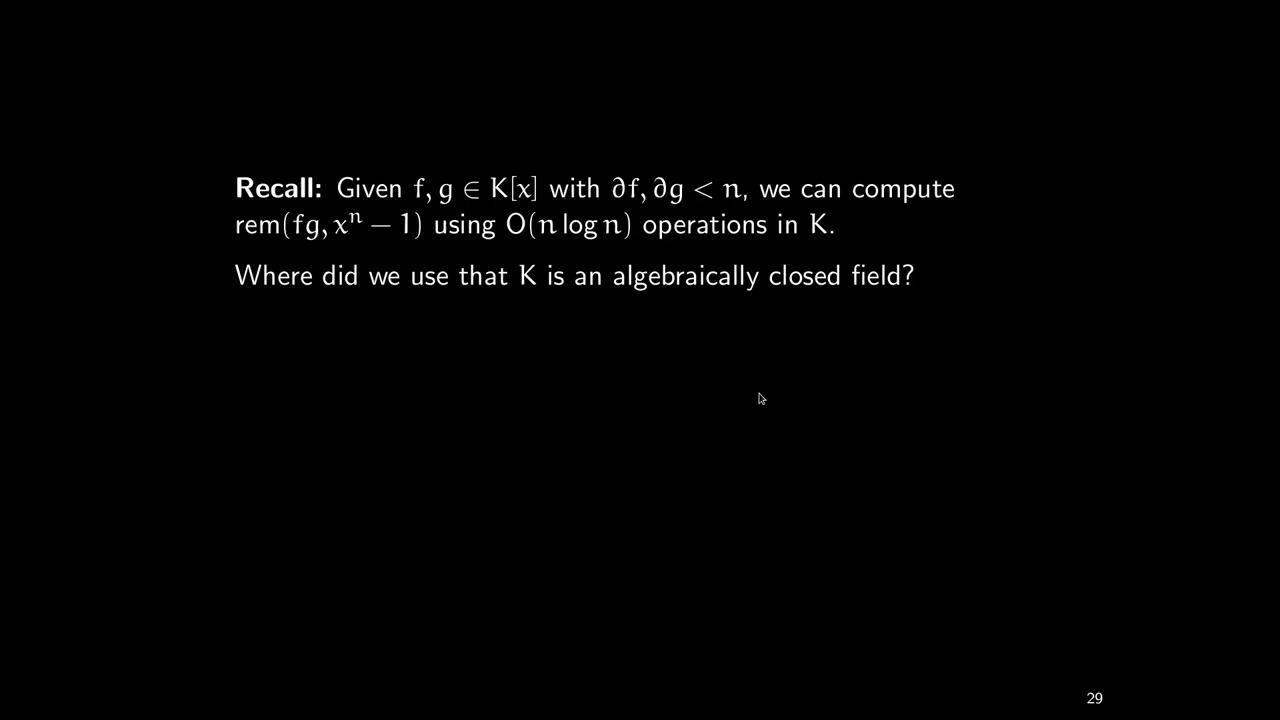 Recall: Given f, g ∈ K[x] with ∂f, ∂g < n, we can compute
rem(fg, xⁿ − 1) using O(n log n) operations in K.
Where did we use that K is an algebraically closed field?
29